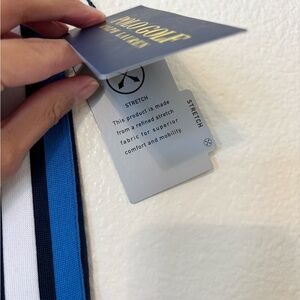 POLO GOLF
RALPH LAUREN
STRETCH
This product is made
from a refined stretch
fabric for superior
comfort and mobility.
STRETCH